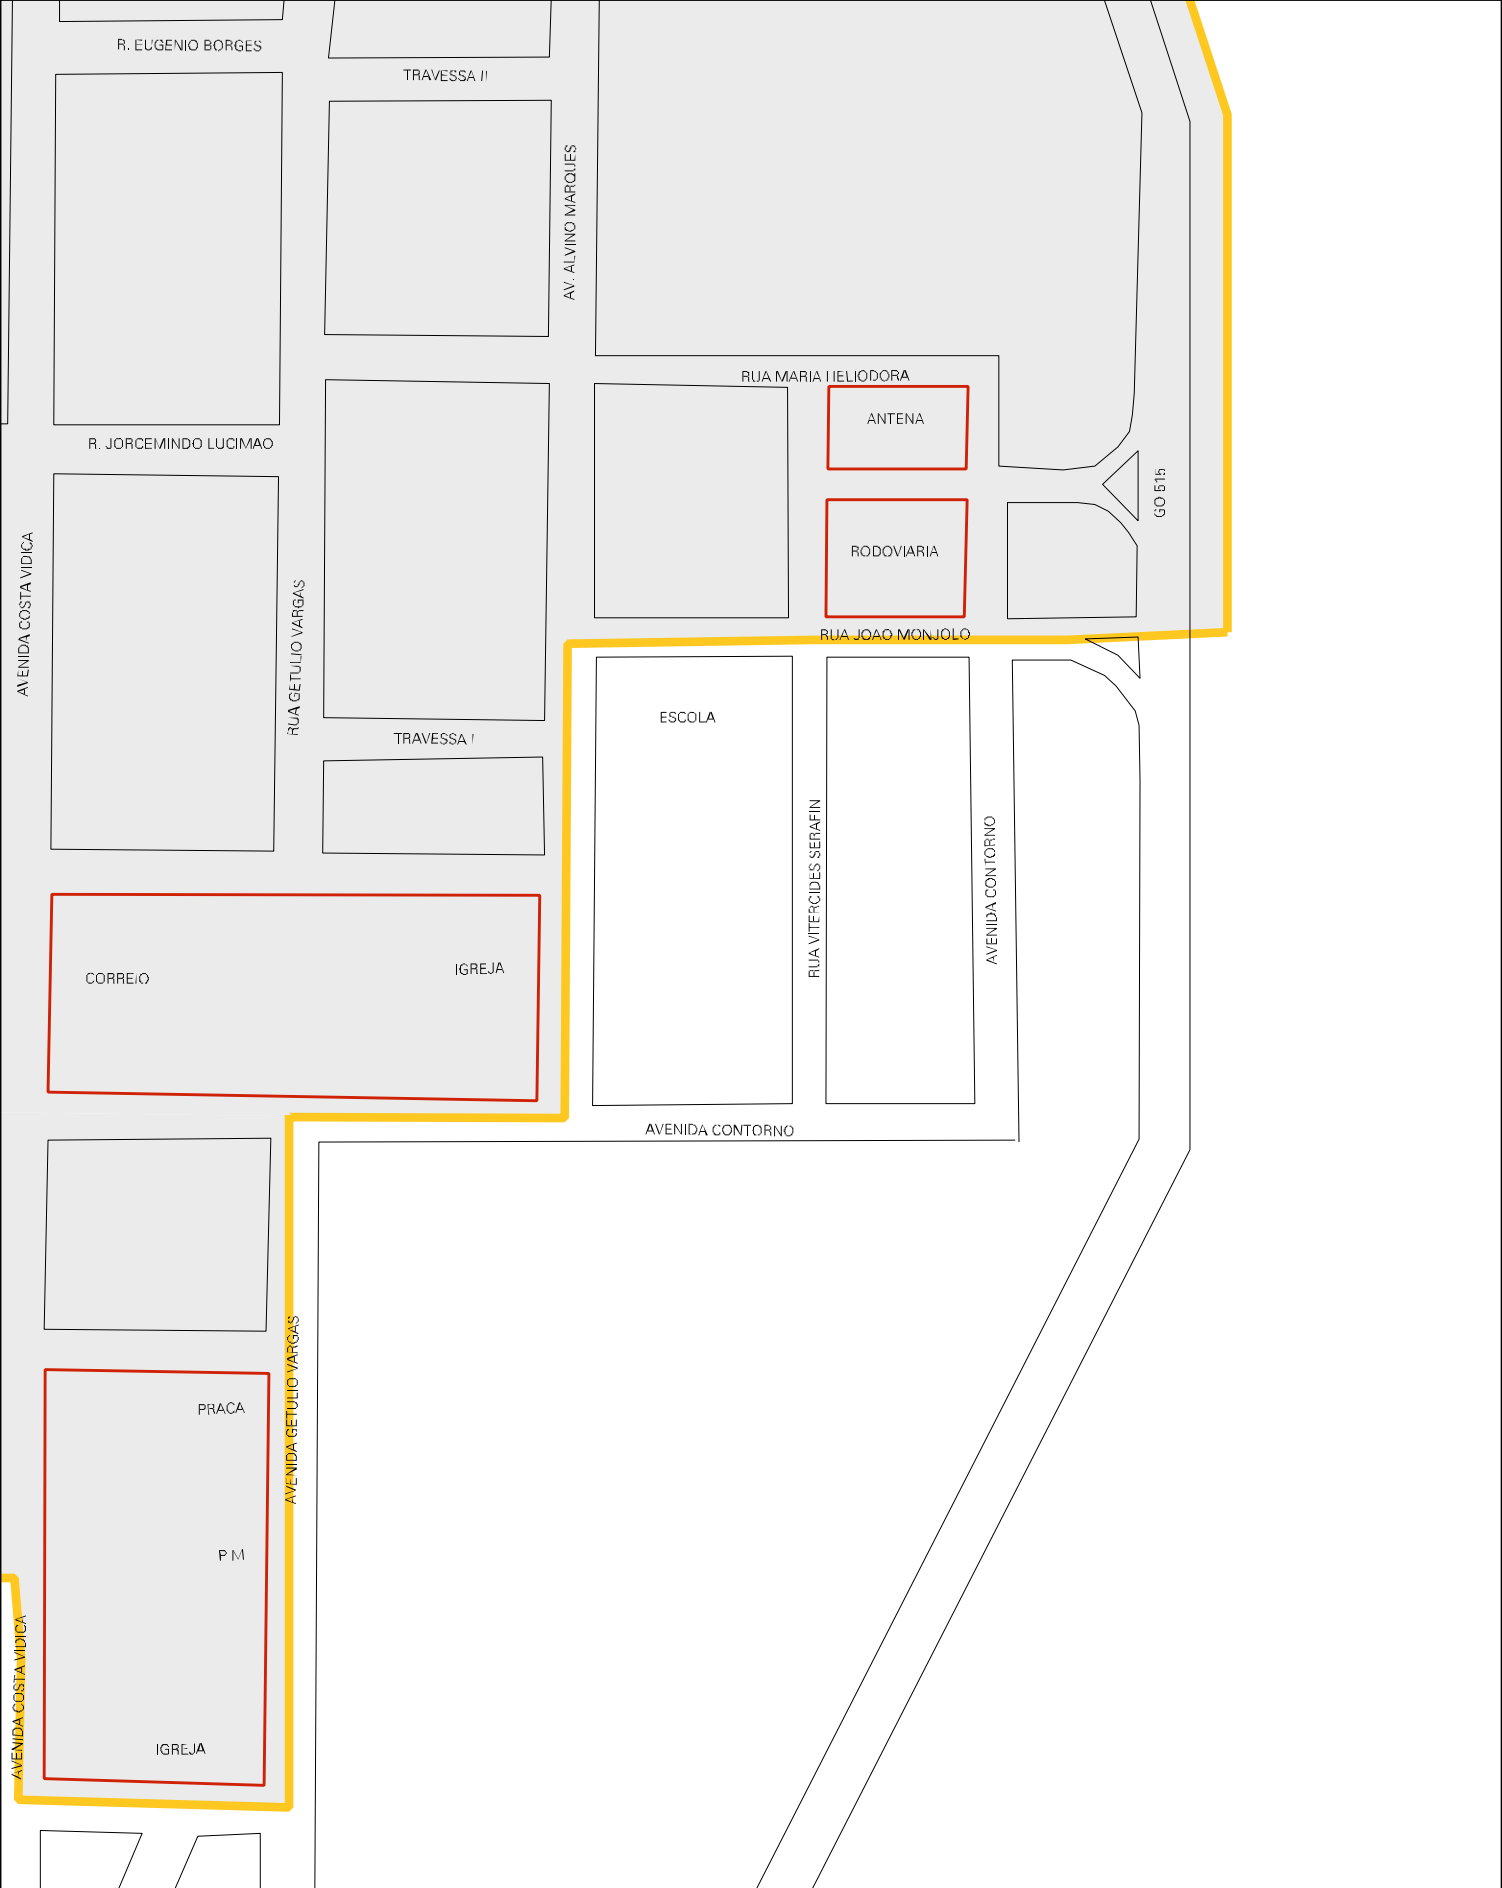 R. EUGENIO BORGES
TRAVESSA II
AV. ALVINO MARQUES
RUA MARIA HELIODORA
ANTENA
R. JORCEMINDO LUCIMAO
GO 515
RODOVIARIA
AVENIDA COSTA VIDICA
RUA GETULIO VARGAS
RUA JOAO MONJOLO
ESCOLA
TRAVESSA I
RUA VITERCIDES SERAFIN
AVENIDA CONTORNO
CORREIO
IGREJA
AVENIDA CONTORNO
AVENIDA GETULIO VARGAS
PRACA
P M
AVENIDA COSTA VIDICA
IGREJA